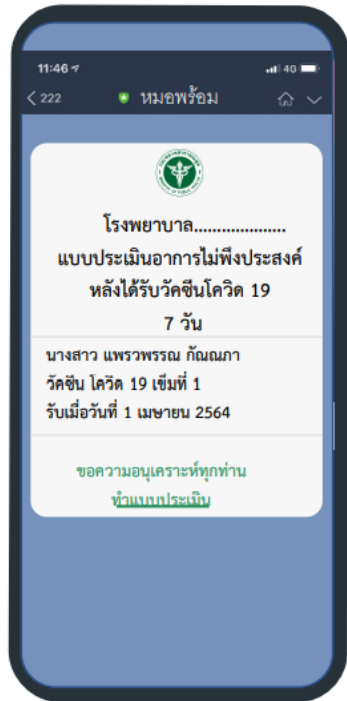 11:46
4G
222
หมอพร้อม
โรงพยาบาล.....................
แบบประเมินอาการไม่พึงประสงค์
หลังได้รับวัคซีนโควิด 19
7 วัน
นางสาว แพรวพรรณ กัณณภา
วัคซีน โควิด 19 เข็มที่ 1
รับเมื่อวันที่ 1 เมษายน 2564
ขอความอนุเคราะห์ทุกท่าน
ทำแบบประเมิน